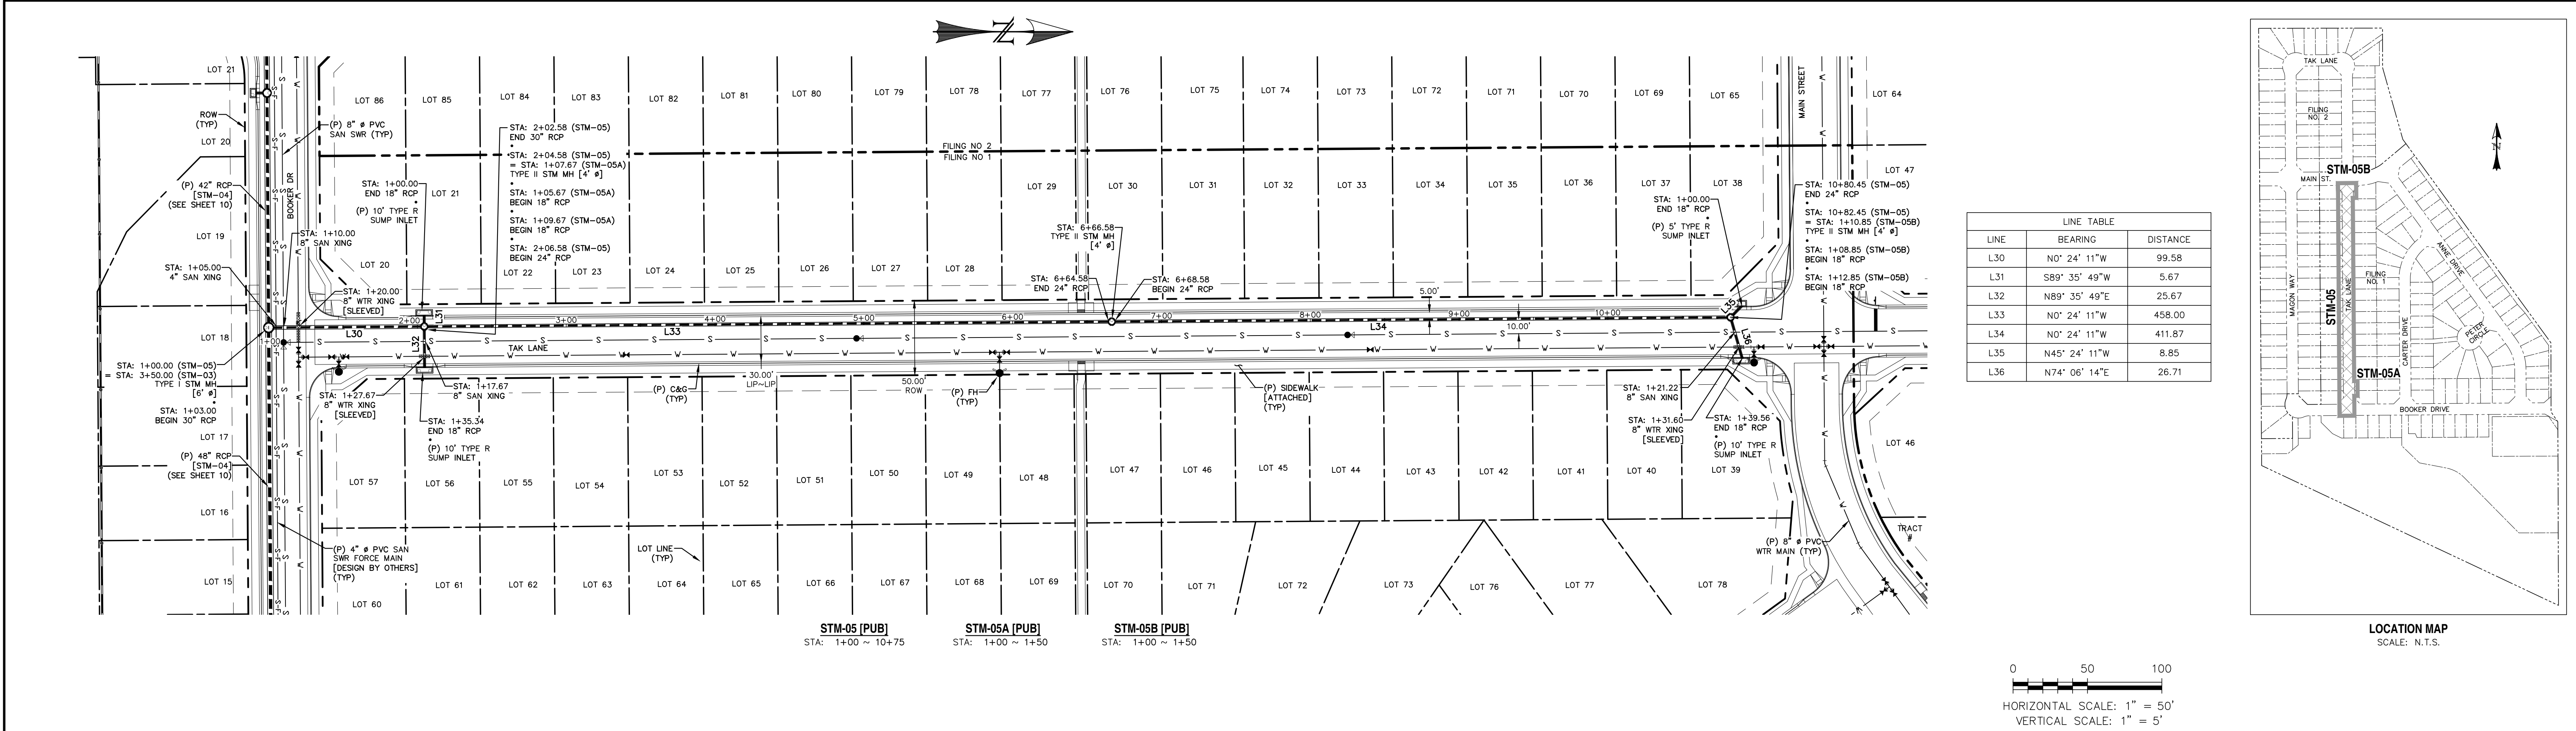 N
LOT 21
ROW
(TYP)
LOT 20
(P) 42" RCP
[STM-04]
(SEE SHEET 10)
LOT 19
STA: 1+05.00
4" SAN XING
LOT 18
STA: 1+00.00 (STM-05)
= STA: 3+50.00 (STM-03)
TYPE I STM MH
[6' ø]
•
STA: 1+03.00
BEGIN 30" RCP
LOT 17
(P) 48" RCP
[STM-04]
(SEE SHEET 10)
LOT 16
LOT 15
BOOKER DR
(P) 8" ø PVC
SAN SWR (TYP)
STA: 1+10.00
8" SAN XING
STA: 1+20.00
8" WTR XING
[SLEEVED]
(P) 4" ø PVC SAN
SWR FORCE MAIN
[DESIGN BY OTHERS]
(TYP)
LOT 86
LOT 85
LOT 84
LOT 83
LOT 82
LOT 81
LOT 80
LOT 79
LOT 78
LOT 77
LOT 76
LOT 75
LOT 74
LOT 73
LOT 72
LOT 71
LOT 70
LOT 69
LOT 65
MAIN STREET
LOT 64
FILING NO 2
FILING NO 1
STA: 1+00.00
END 18" RCP
•
(P) 10' TYPE R
SUMP INLET
LOT 21
STA: 2+02.58 (STM-05)
END 30" RCP
•
STA: 2+04.58 (STM-05)
= STA: 1+07.67 (STM-05A)
TYPE II STM MH [4' ø]
•
STA: 1+05.67 (STM-05A)
BEGIN 18" RCP
•
STA: 1+09.67 (STM-05A)
BEGIN 18" RCP
•
STA: 2+06.58 (STM-05)
BEGIN 24" RCP
LOT 20
LOT 22
LOT 23
LOT 24
LOT 25
LOT 26
LOT 27
LOT 28
LOT 29
LOT 30
LOT 31
LOT 32
LOT 33
LOT 34
LOT 35
LOT 36
LOT 37
LOT 38
LOT 47
STA: 6+66.58
TYPE II STM MH
[4' ø]
STA: 6+64.58
END 24" RCP
STA: 6+68.58
BEGIN 24" RCP
STA: 1+00.00
END 18" RCP
•
(P) 5' TYPE R
SUMP INLET
STA: 10+80.45 (STM-05)
END 24" RCP
•
STA: 10+82.45 (STM-05)
= STA: 1+10.85 (STM-05B)
TYPE II STM MH [4' ø]
•
STA: 1+08.85 (STM-05B)
BEGIN 18" RCP
•
STA: 1+12.85 (STM-05B)
BEGIN 18" RCP
1+00
L30
2+00
L31
L32
3+00
L33
4+00
5+00
6+00
7+00
8+00
L34
9+00
10+00
L35
L36
5.00'
10.00'
TAK LANE
30.00'
LIP~LIP
50.00'
ROW
STA: 1+27.67
8" WTR XING
[SLEEVED]
STA: 1+17.67
8" SAN XING
STA: 1+35.34
END 18" RCP
•
(P) 10' TYPE R
SUMP INLET
(P) C&G
(TYP)
(P) FH
(TYP)
(P) SIDEWALK
[ATTACHED]
(TYP)
STA: 1+21.22
8" SAN XING
STA: 1+31.60
8" WTR XING
[SLEEVED]
STA: 1+39.56
END 18" RCP
•
(P) 10' TYPE R
SUMP INLET
LOT 57
LOT 56
LOT 55
LOT 54
LOT 53
LOT 52
LOT 51
LOT 50
LOT 49
LOT 48
LOT 47
LOT 46
LOT 45
LOT 44
LOT 43
LOT 42
LOT 41
LOT 40
LOT 39
LOT 46
LOT LINE
(TYP)
(P) 8" ø PVC
WTR MAIN (TYP)
TRACT
#
LOT 60
LOT 61
LOT 62
LOT 63
LOT 64
LOT 65
LOT 66
LOT 67
LOT 68
LOT 69
LOT 70
LOT 71
LOT 72
LOT 73
LOT 76
LOT 77
LOT 78
STM-05 [PUB]
STA: 1+00 ~ 10+75
STM-05A [PUB]
STA: 1+00 ~ 1+50
STM-05B [PUB]
STA: 1+00 ~ 1+50
LINE TABLE
LINE BEARING DISTANCE
L30 N0° 24' 11"W 99.58
L31 S89° 35' 49"W 5.67
L32 N89° 35' 49"E 25.67
L33 N0° 24' 11"W 458.00
L34 N0° 24' 11"W 411.87
L35 N45° 24' 11"W 8.85
L36 N74° 06' 14"E 26.71
0 50 100
HORIZONTAL SCALE: 1" = 50'
VERTICAL SCALE: 1" = 5'
TAK LANE
FILING
NO. 2
N
STM-05B
MAIN ST.
MAGON WAY
STM-05
TAK LANE
FILING
NO. 1
ANNE DRIVE
PETER
CIRCLE
CARTER DRIVE
STM-05A
BOOKER DRIVE
LOCATION MAP
SCALE: N.T.S.